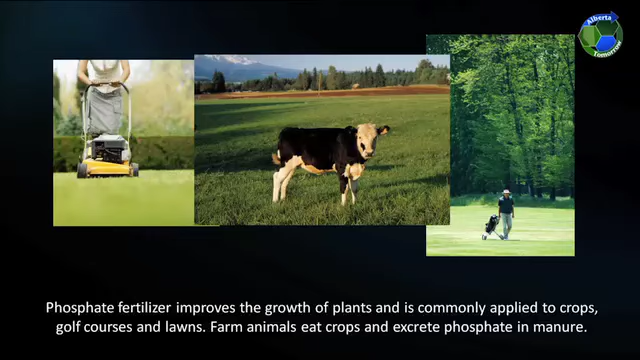 Alberta
Tomorrow
Phosphate fertilizer improves the growth of plants and is commonly applied to crops,
golf courses and lawns. Farm animals eat crops and excrete phosphate in manure.